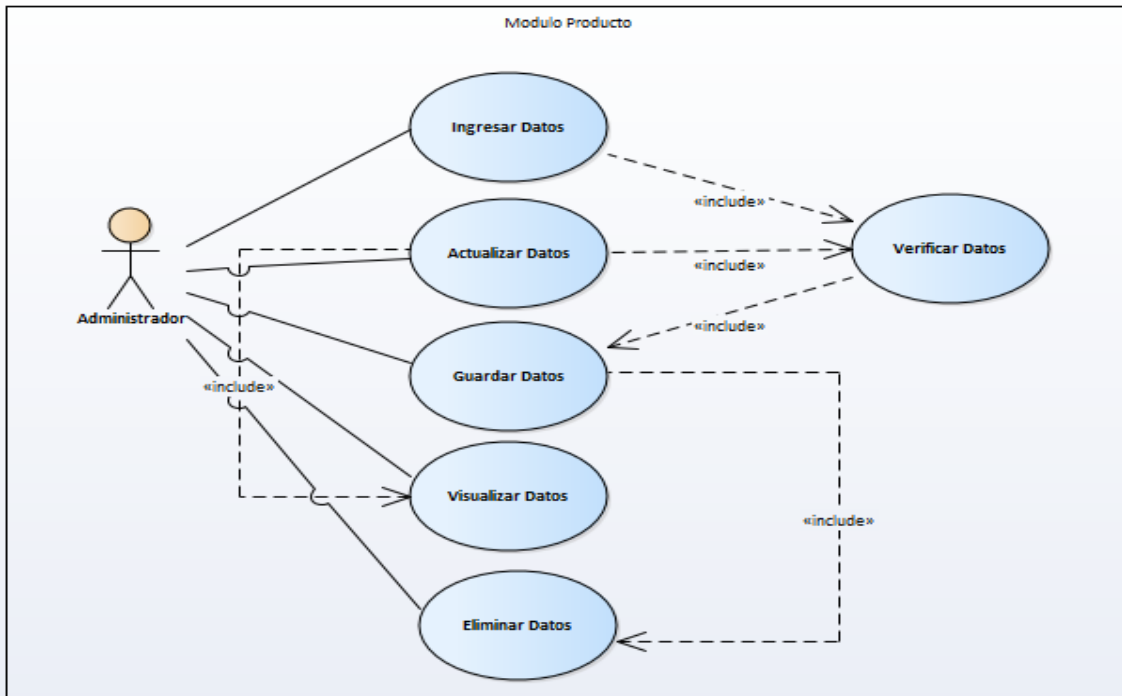 Modulo Producto
Ingresar Datos
«include»
Verificar Datos
Actualizar Datos
«include»
Administrador
«include»
Guardar Datos
«include»
Visualizar Datos
«include»
Eliminar Datos